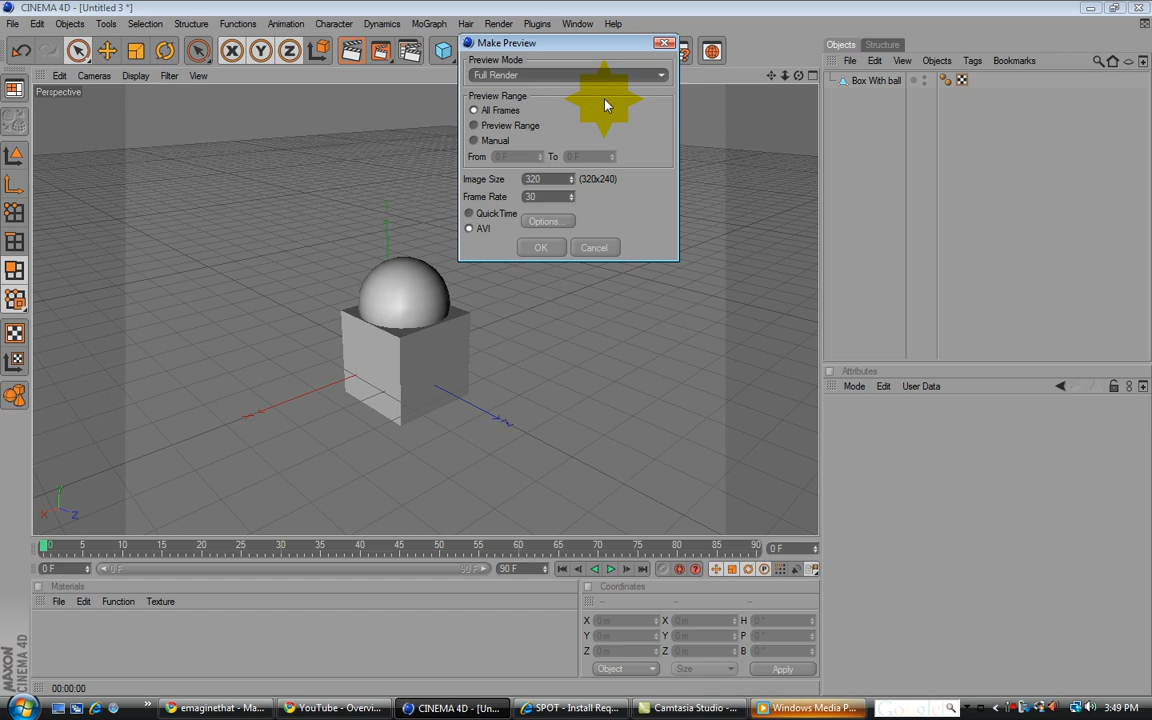 CINEMA 4D - [Untitled 3 *]
File Edit Objects Tools Selection Structure Functions Animation Character Dynamics MoGraph Hair Render Plugins Window Help
X Y Z
Edit Cameras Display Filter View
Perspective
Make Preview
Preview Mode
Full Render
Preview Range
All Frames
Preview Range
Manual
From 0 F To 0 F
Image Size 320 (320x240)
Frame Rate 30
QuickTime Options...
AVI
OK Cancel
Objects Structure
File Edit View Objects Tags Bookmarks
Box With ball
Attributes
Mode Edit User Data
Y
X Z
0 5 10 15 20 25 30 35 40 45 50 55 60 65 70 75 80 85 90 0 F
0 F 0 F 90 F 90 F
Materials
File Edit Function Texture
Coordinates
X 0 m X 0 m H 0 °
Y 0 m Y 0 m P 0 °
Z 0 m Z 0 m B 0 °
Object Size Apply
MAXON
CINEMA 4D
00:00:00
emaginethat - Ma... YouTube - Overvi... CINEMA 4D - [Un... SPOT - Install Req... Camtasia Studio -... Windows Media P... Google 3:49 PM